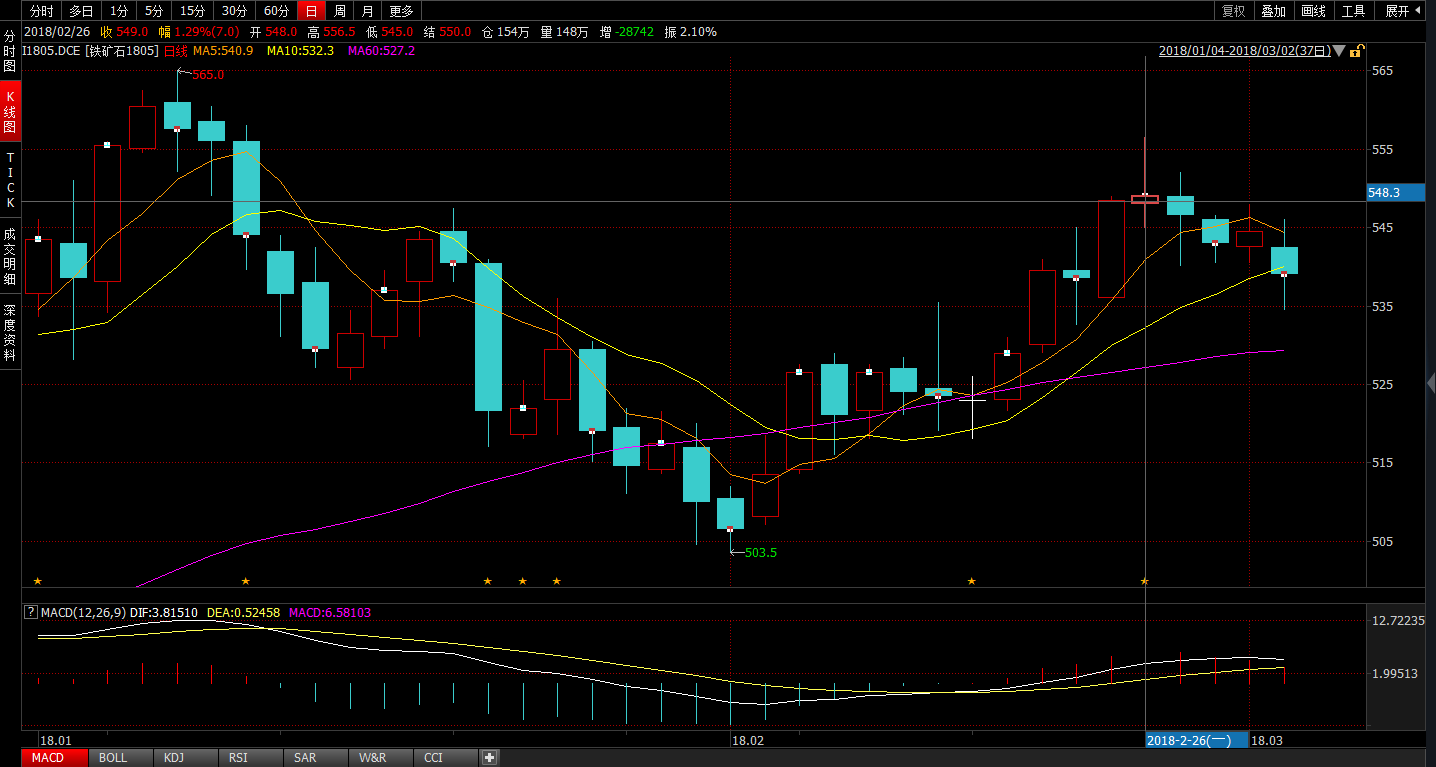 分时 多日 1分 5分 15分 30分 60分 日 周 月 更多 复权 叠加 画线 工具 展开
2018/02/26 收 549.0 幅 1.29%(7.0) 开 548.0 高 556.5 低 545.0 结 550.0 仓 154万 量 148万 增 -28742 振 2.10%
I1805.DCE [铁矿石1805] 日线 MA5:540.9 MA10:532.3 MA60:527.2 2018/01/04-2018/03/02(37日)
分时图
K线图
TICK
成交明细
深度资料
565.0
565
555
548.3
545
535
525
515
503.5
505
? MACD(12,26,9) DIF:3.81510 DEA:0.52458 MACD:6.58103
12.72235
1.99513
18.01 18.02 2018-2-26(一) 18.03
MACD BOLL KDJ RSI SAR W&R CCI +